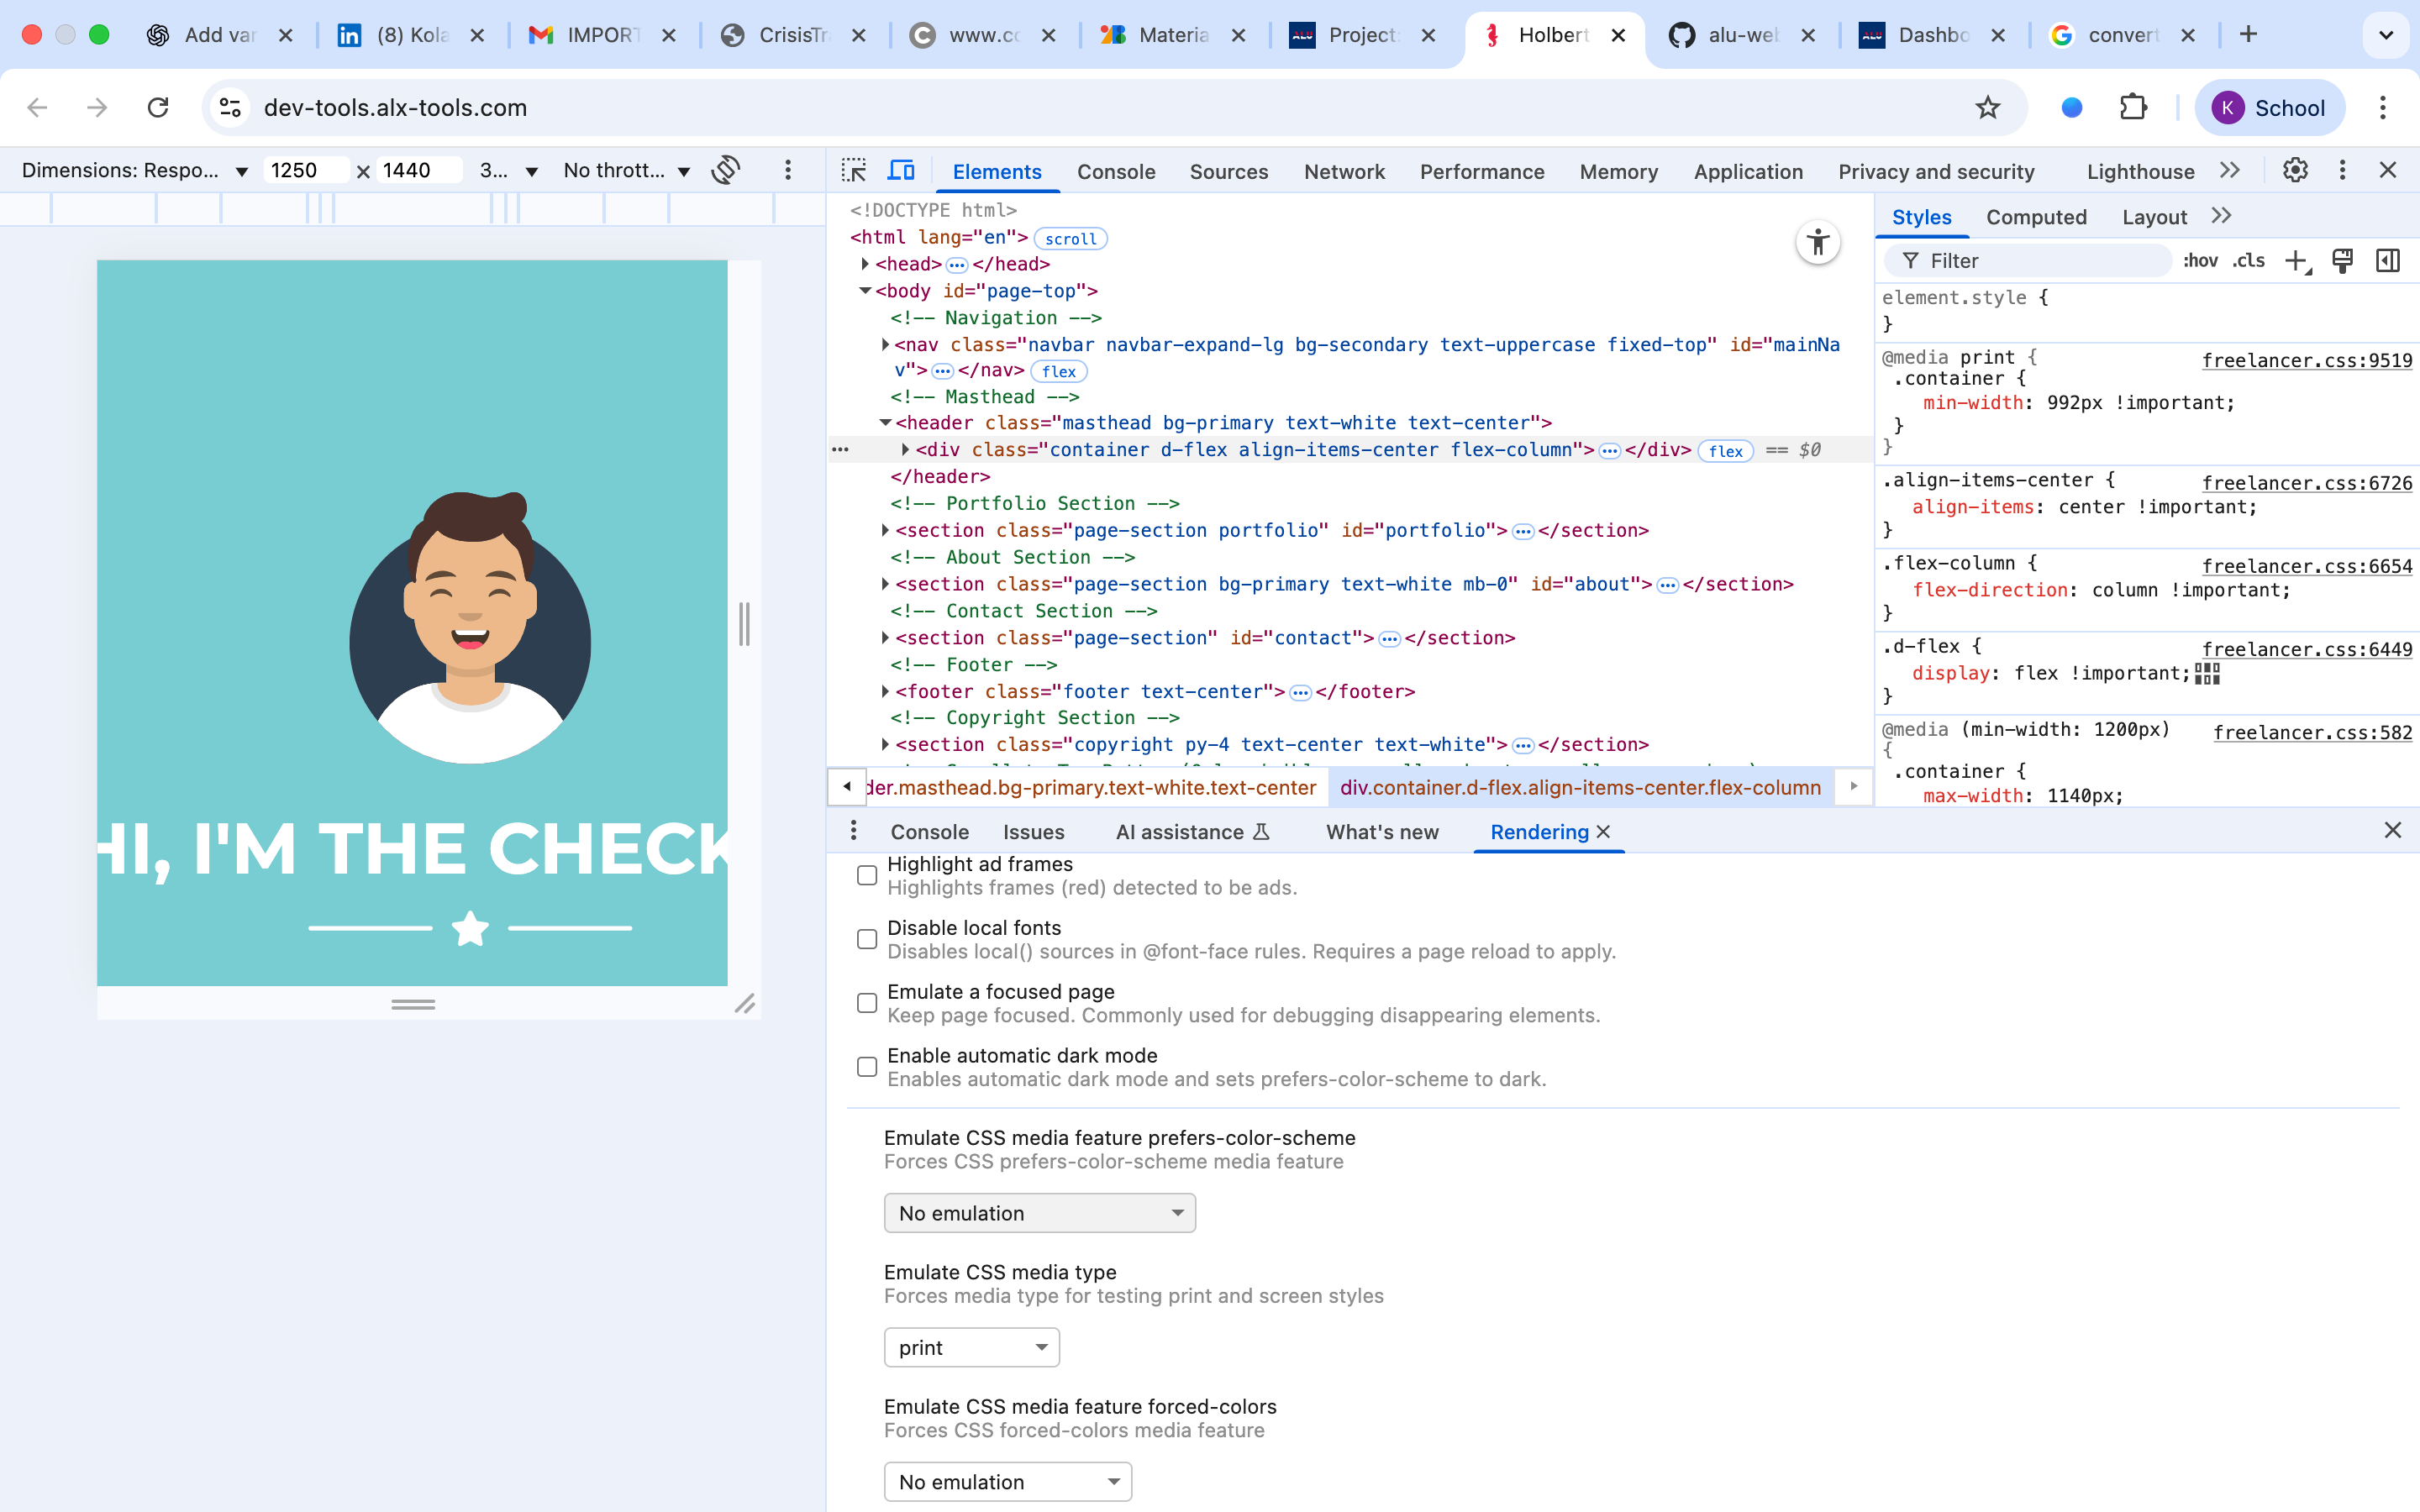 Add var
(8) Kola
IMPORT
CrisisTr
www.co
Materia
Project:
Holbert
alu-web
Dashbo
convert
dev-tools.alx-tools.com
K School
Dimensions: Respo... 1250 × 1440 3... No thrott...
Elements Console Sources Network Performance Memory Application Privacy and security Lighthouse
<!DOCTYPE html>
<html lang="en"> scroll
<head> ... </head>
<body id="page-top">
<!-- Navigation -->
<nav class="navbar navbar-expand-lg bg-secondary text-uppercase fixed-top" id="mainNa
v"> ... </nav> flex
<!-- Masthead -->
<header class="masthead bg-primary text-white text-center">
... <div class="container d-flex align-items-center flex-column"> ... </div> flex == $0
</header>
<!-- Portfolio Section -->
<section class="page-section portfolio" id="portfolio"> ... </section>
<!-- About Section -->
<section class="page-section bg-primary text-white mb-0" id="about"> ... </section>
<!-- Contact Section -->
<section class="page-section" id="contact"> ... </section>
<!-- Footer -->
<footer class="footer text-center"> ... </footer>
<!-- Copyright Section -->
<section class="copyright py-4 text-center text-white"> ... </section>
der.masthead.bg-primary.text-white.text-center div.container.d-flex.align-items-center.flex-column
Styles Computed Layout
Filter :hov .cls
element.style {
}
@media print { freelancer.css:9519
.container {
min-width: 992px !important;
}
}
.align-items-center { freelancer.css:6726
align-items: center !important;
}
.flex-column { freelancer.css:6654
flex-direction: column !important;
}
.d-flex { freelancer.css:6449
display: flex !important;
}
@media (min-width: 1200px) freelancer.css:582
{
.container {
max-width: 1140px;
HI, I'M THE CHECK
Console Issues AI assistance What's new Rendering
Highlight ad frames
Highlights frames (red) detected to be ads.
Disable local fonts
Disables local() sources in @font-face rules. Requires a page reload to apply.
Emulate a focused page
Keep page focused. Commonly used for debugging disappearing elements.
Enable automatic dark mode
Enables automatic dark mode and sets prefers-color-scheme to dark.
Emulate CSS media feature prefers-color-scheme
Forces CSS prefers-color-scheme media feature
No emulation
Emulate CSS media type
Forces media type for testing print and screen styles
print
Emulate CSS media feature forced-colors
Forces CSS forced-colors media feature
No emulation